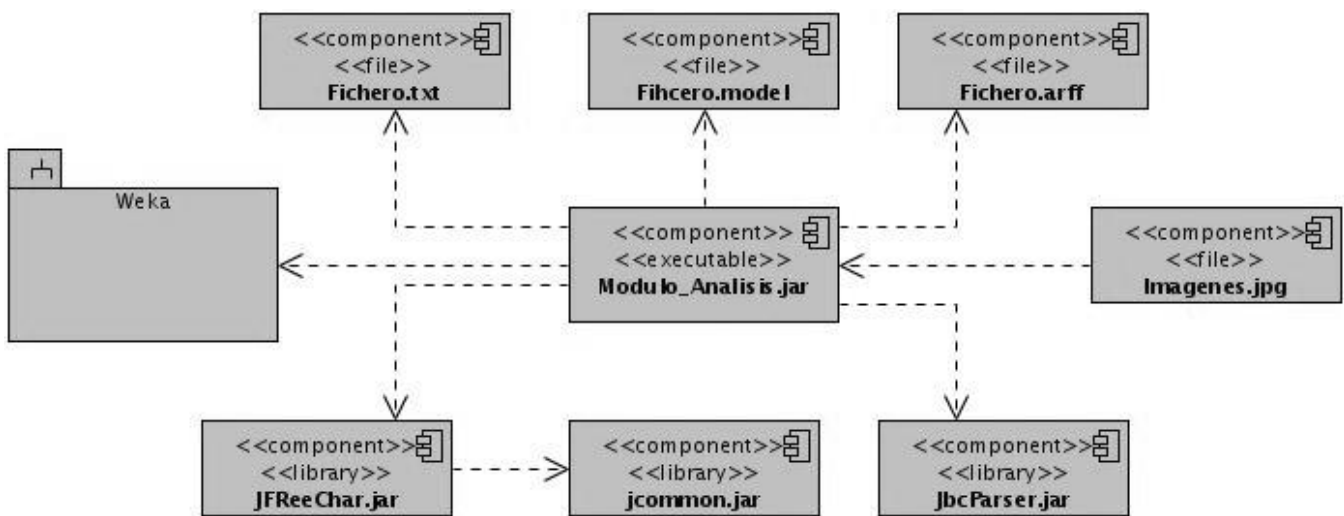 <<component>>
<<file>>
Fichero.txt
<<component>>
<<file>>
Fihcero.model
<<component>>
<<file>>
Fichero.arff
Weka
<<component>>
<<executable>>
Modulo_Analisis.jar
<<component>>
<<file>>
Imagenes.jpg
<<component>>
<<library>>
JFReeChar.jar
<<component>>
<<library>>
jcommon.jar
<<component>>
<<library>>
JbcParser.jar